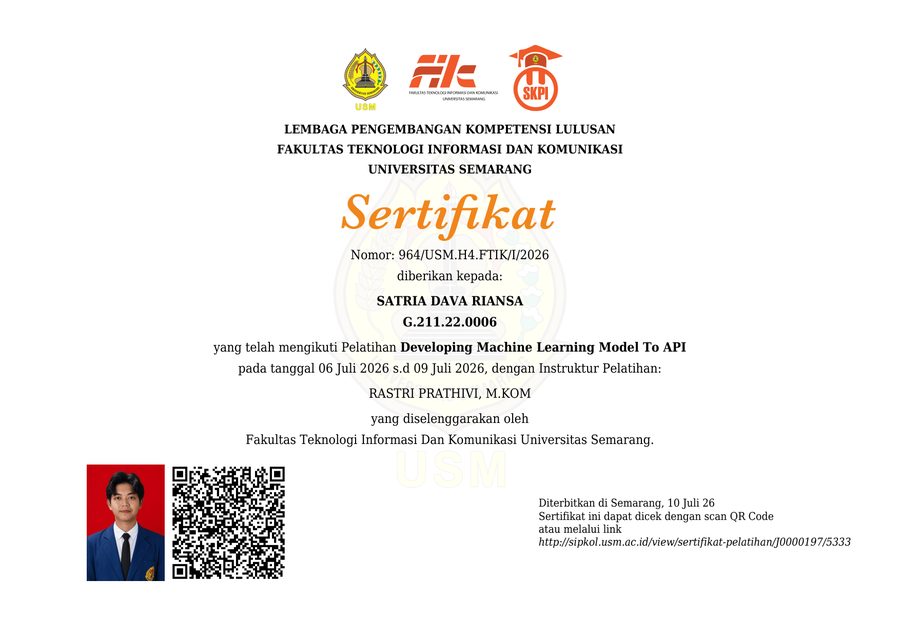 USM
FTIK
FAKULTAS TEKNOLOGI INFORMASI DAN KOMUNIKASI
UNIVERSITAS SEMARANG
SKPI
LEMBAGA PENGEMBANGAN KOMPETENSI LULUSAN
FAKULTAS TEKNOLOGI INFORMASI DAN KOMUNIKASI
UNIVERSITAS SEMARANG
Sertifikat
Nomor: 964/USM.H4.FTIK/I/2026
diberikan kepada:
SATRIA DAVA RIANSA
G.211.22.0006
yang telah mengikuti Pelatihan Developing Machine Learning Model To API
pada tanggal 06 Juli 2026 s.d 09 Juli 2026, dengan Instruktur Pelatihan:
RASTRI PRATHIVI, M.KOM
yang diselenggarakan oleh
Fakultas Teknologi Informasi Dan Komunikasi Universitas Semarang.
USM
Diterbitkan di Semarang, 10 Juli 26
Sertifikat ini dapat dicek dengan scan QR Code
atau melalui link
http://sipkol.usm.ac.id/view/sertifikat-pelatihan/J0000197/5333